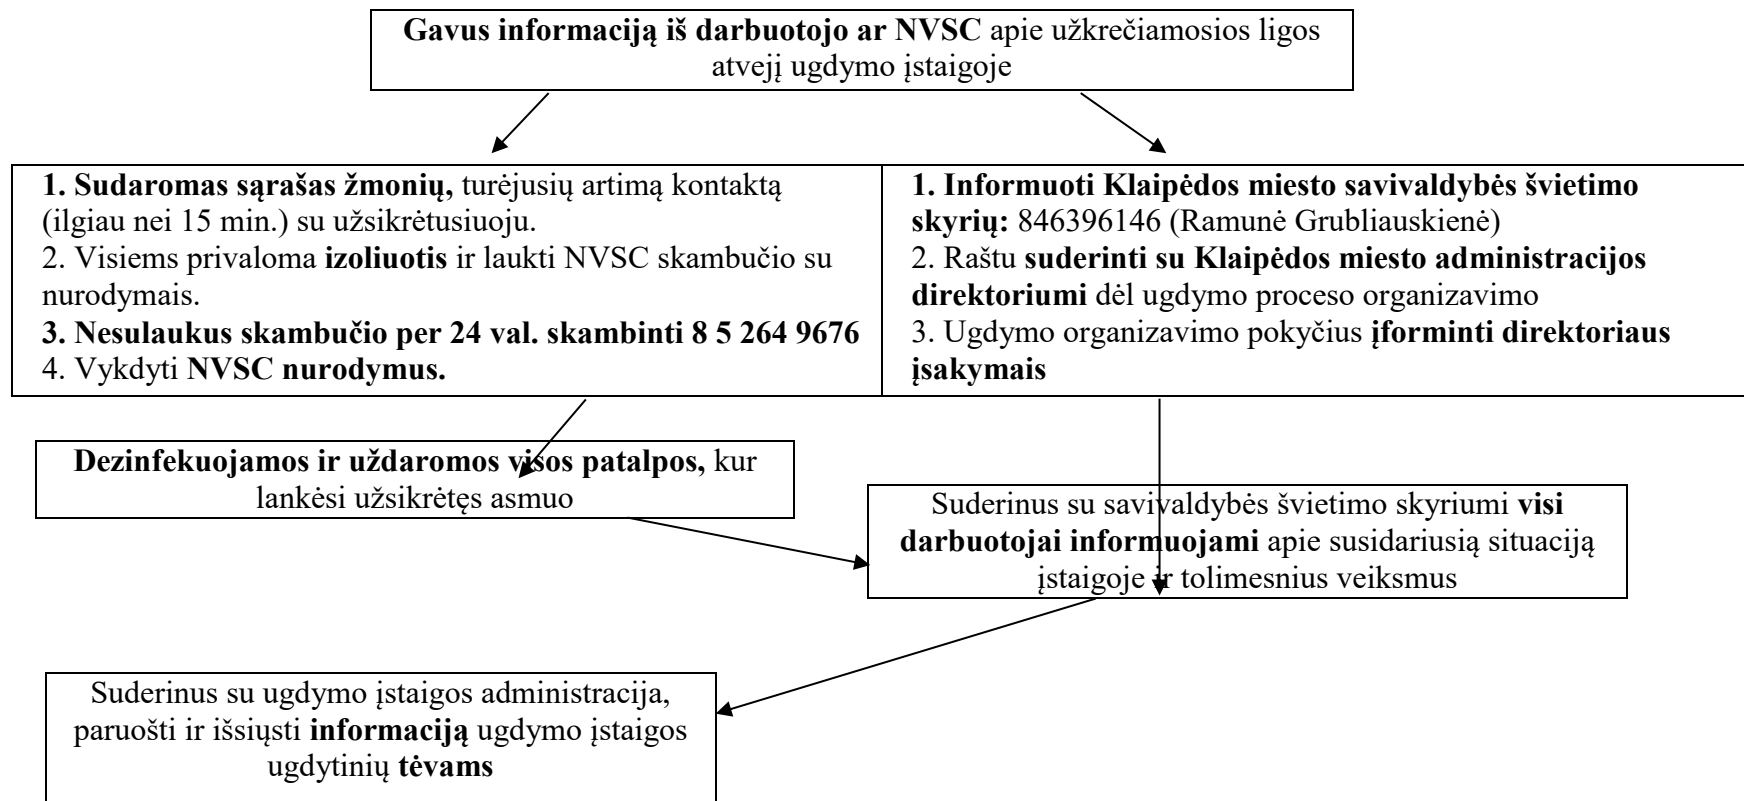 Gavus informaciją iš darbuotojo ar NVSC apie užkrečiamosios ligos
atvejį ugdymo įstaigoje
1. Sudaromas sąrašas žmonių, turėjusių artimą kontaktą
(ilgiau nei 15 min.) su užsikrėtusiuoju.
2. Visiems privaloma izoliuotis ir laukti NVSC skambučio su
nurodymais.
3. Nesulaukus skambučio per 24 val. skambinti 8 5 264 9676
4. Vykdyti NVSC nurodymus.
1. Informuoti Klaipėdos miesto savivaldybės švietimo
skyrių: 846396146 (Ramunė Grubliauskienė)
2. Raštu suderinti su Klaipėdos miesto administracijos
direktoriumi dėl ugdymo proceso organizavimo
3. Ugdymo organizavimo pokyčius įforminti direktoriaus
įsakymais
Dezinfekuojamos ir uždaromos visos patalpos, kur
lankėsi užsikrėtęs asmuo
Suderinus su savivaldybės švietimo skyriumi visi
darbuotojai informuojami apie susidariusią situaciją
įstaigoje ir tolimesnius veiksmus
Suderinus su ugdymo įstaigos administracija,
paruošti ir išsiųsti informaciją ugdymo įstaigos
ugdytinių tėvams